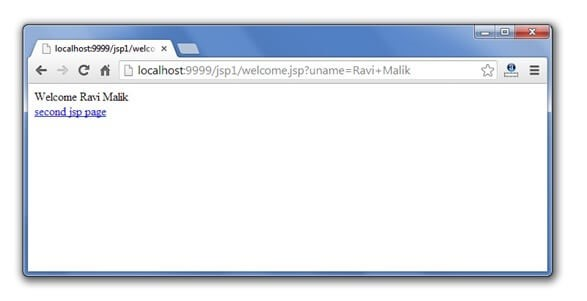 localhost:9999/jsp1/welco
localhost:9999/jsp1/welcome.jsp?uname=Ravi+Malik
Welcome Ravi Malik
second jsp page